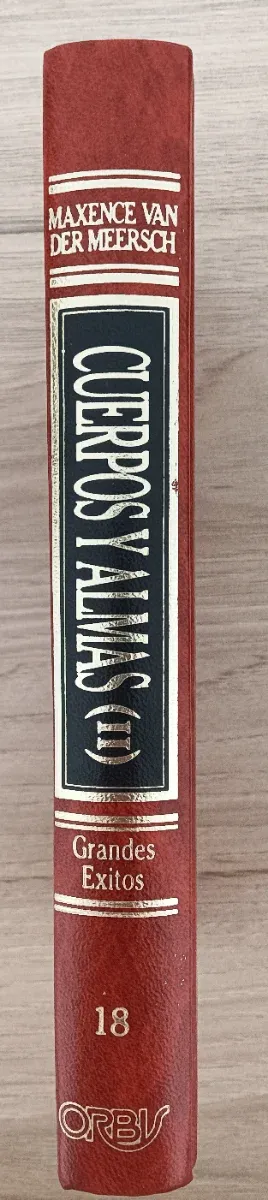 MAXENCE VAN
DER MEERSCH
CUERPOS Y ALMAS (II)
Grandes
Exitos
18
ORBIS